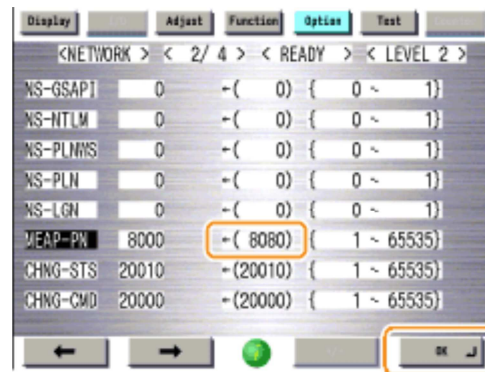 Display I/O Adjust Function Option Test Counter
<NETWORK > < 2/ 4 > < READY > < LEVEL 2 >
NS-GSAPI 0 ←( 0) { 0 ~ 1}
NS-NTLM 0 ←( 0) { 0 ~ 1}
NS-PLNWS 0 ←( 0) { 0 ~ 1}
NS-PLN 0 ←( 0) { 0 ~ 1}
NS-LGN 0 ←( 0) { 0 ~ 1}
MEAP-PN 8000 ←( 8080) { 1 ~ 65535}
CHNG-STS 20010 ←(20010) { 1 ~ 65535}
CHNG-CMD 20000 ←(20000) { 1 ~ 65535}
← → +/- OK ┘